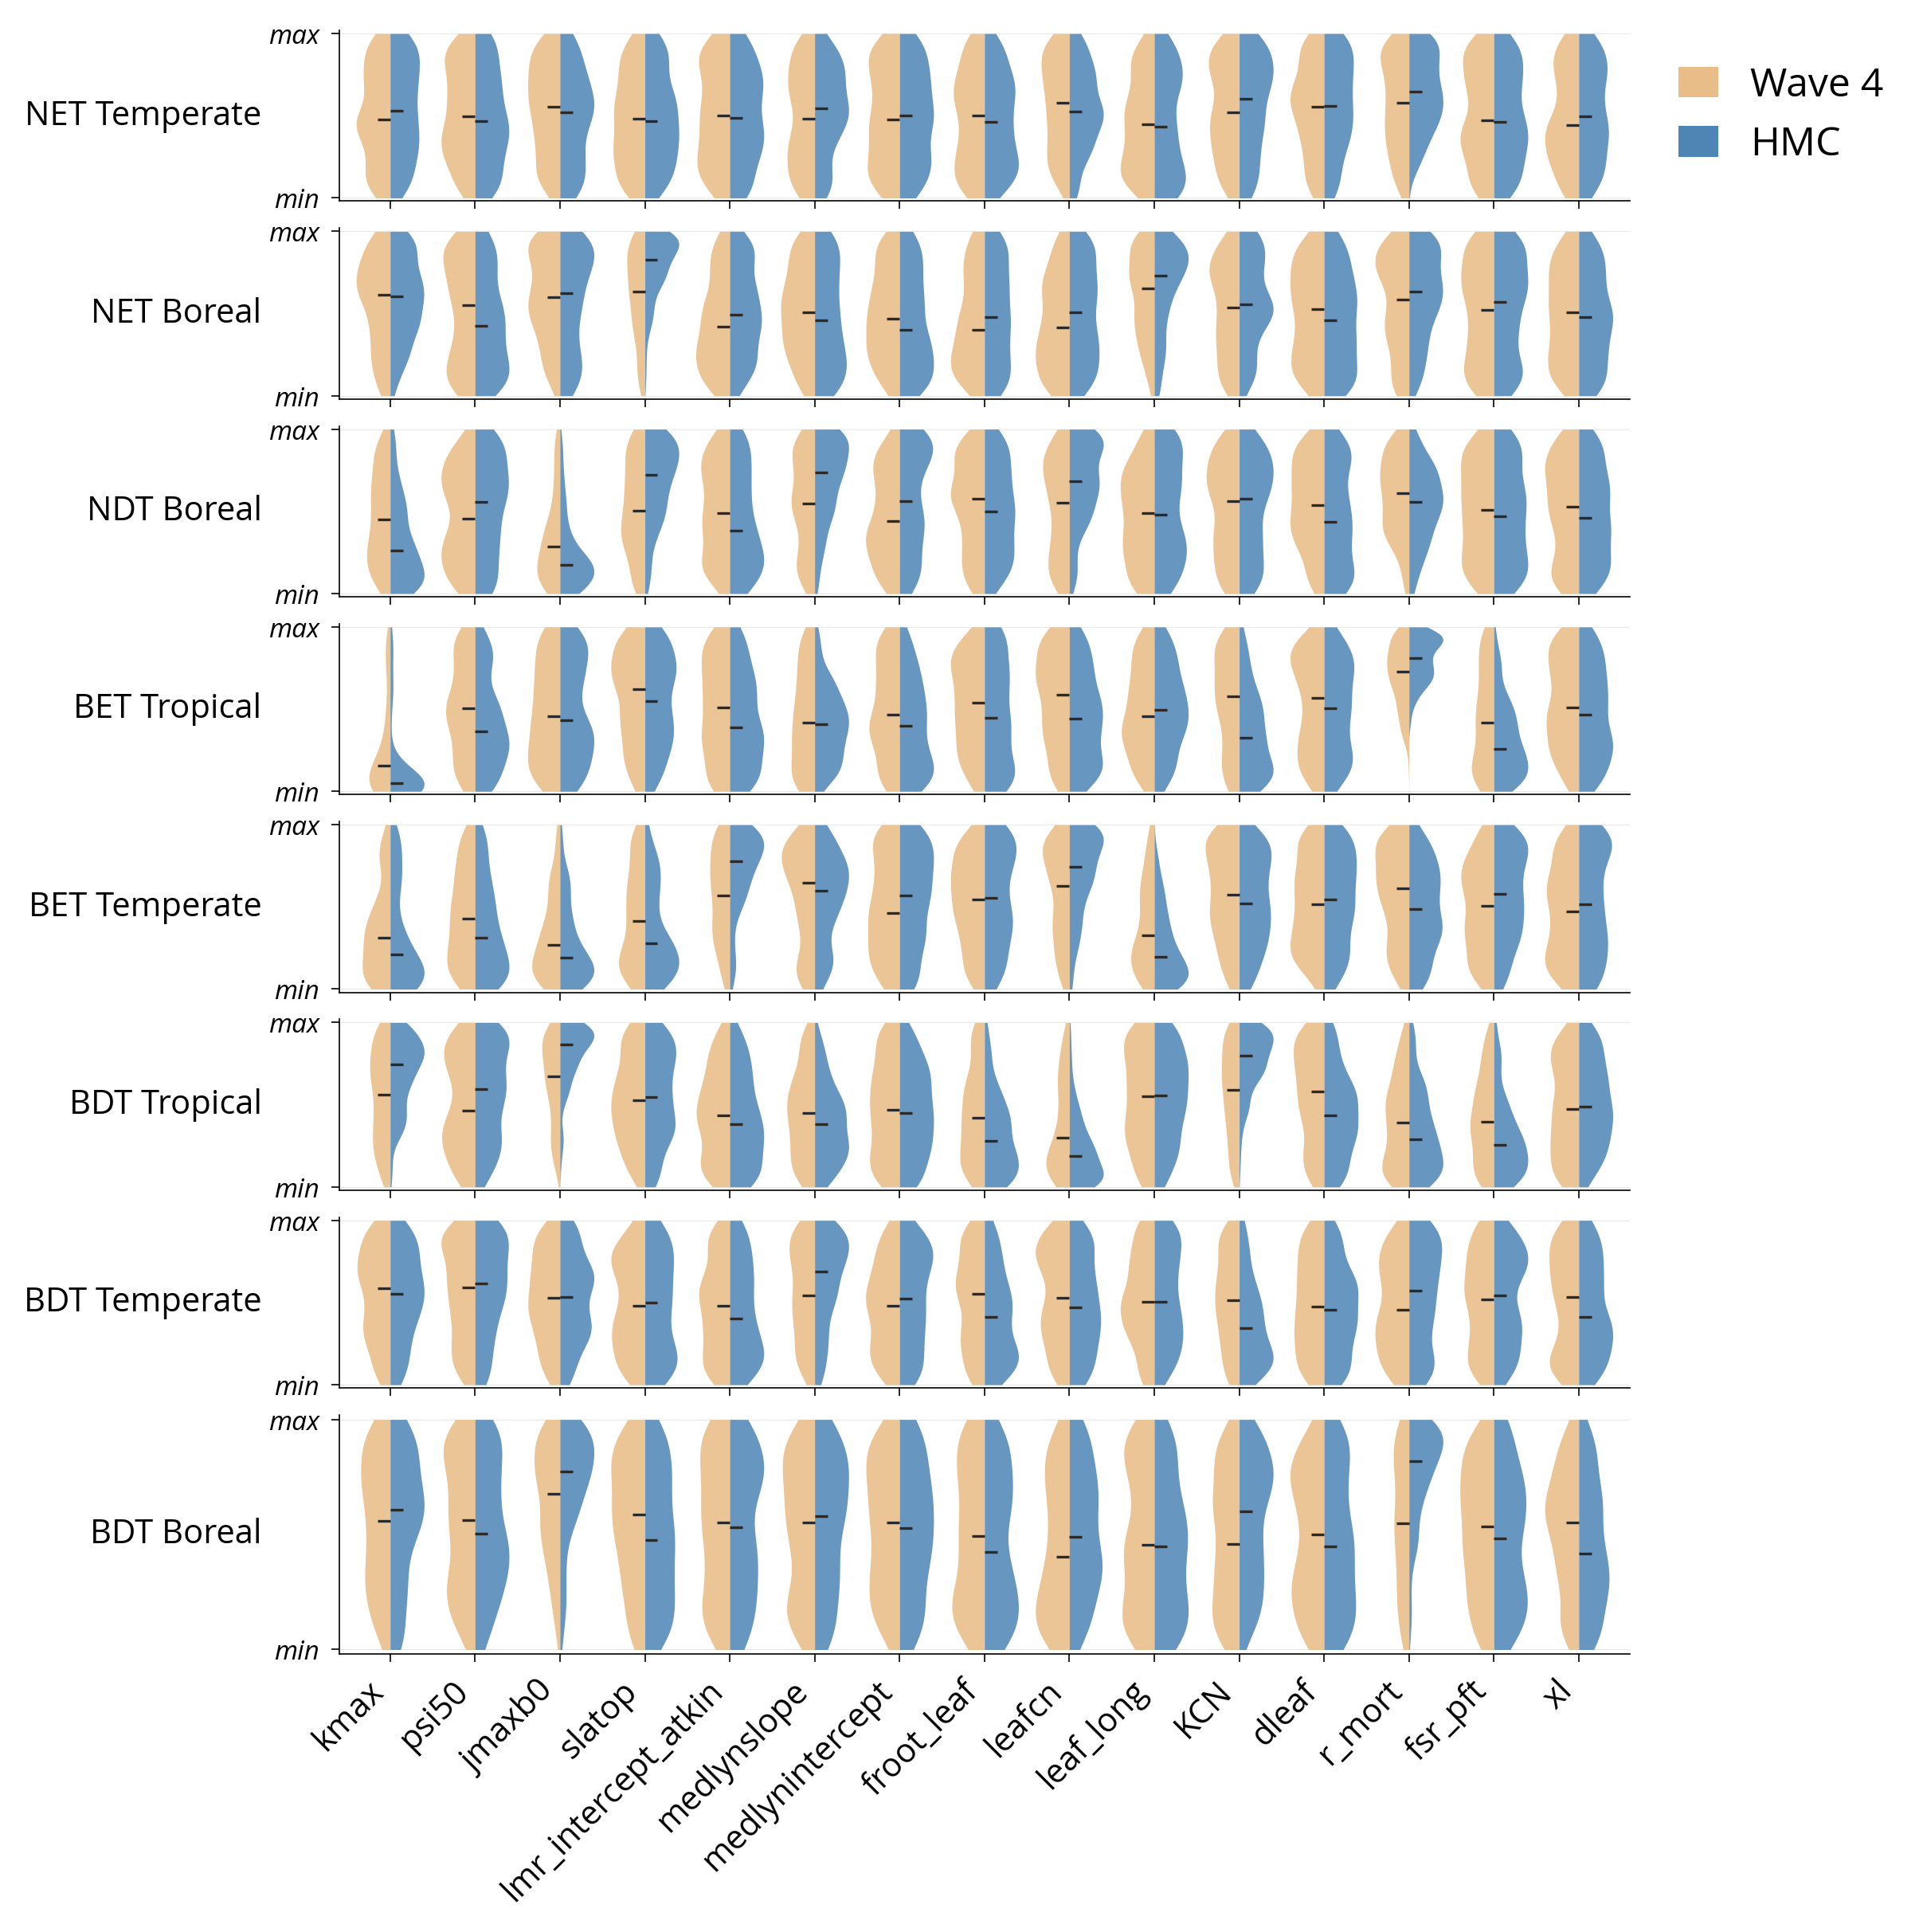 max
NET Temperate
min
Wave 4
HMC
max
NET Boreal
min
max
NDT Boreal
min
max
BET Tropical
min
max
BET Temperate
min
max
BDT Tropical
min
max
BDT Temperate
min
max
BDT Boreal
min
kmax
psi50
jmaxb0
slatop
lmr_intercept_atkin
medlynslope
medlynintercept
froot_leaf
leafcn
leaf_long
KCN
dleaf
r_mort
fsr_pft
xl